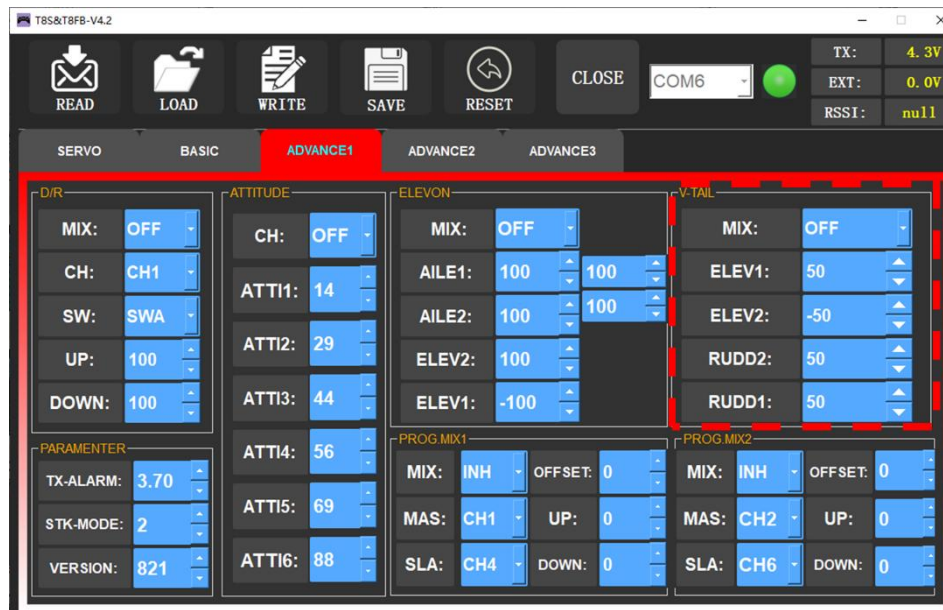 T8S&T8FB-V4.2
READ LOAD WRITE SAVE RESET CLOSE COM6
TX: 4.3V
EXT: 0.0V
RSSI: null
SERVO BASIC ADVANCE1 ADVANCE2 ADVANCE3
D/R
MIX: OFF
CH: CH1
SW: SWA
UP: 100
DOWN: 100
PARAMENTER
TX-ALARM: 3.70
STK-MODE: 2
VERSION: 821
ATTITUDE
CH: OFF
ATTI1: 14
ATTI2: 29
ATTI3: 44
ATTI4: 56
ATTI5: 69
ATTI6: 88
ELEVON
MIX: OFF
AILE1: 100 100
AILE2: 100 100
ELEV2: 100
ELEV1: -100
V-TAIL
MIX: OFF
ELEV1: 50
ELEV2: -50
RUDD2: 50
RUDD1: 50
PROG.MIX1
MIX: INH OFFSET: 0
MAS: CH1 UP: 0
SLA: CH4 DOWN: 0
PROG.MIX2
MIX: INH OFFSET: 0
MAS: CH2 UP: 0
SLA: CH6 DOWN: 0